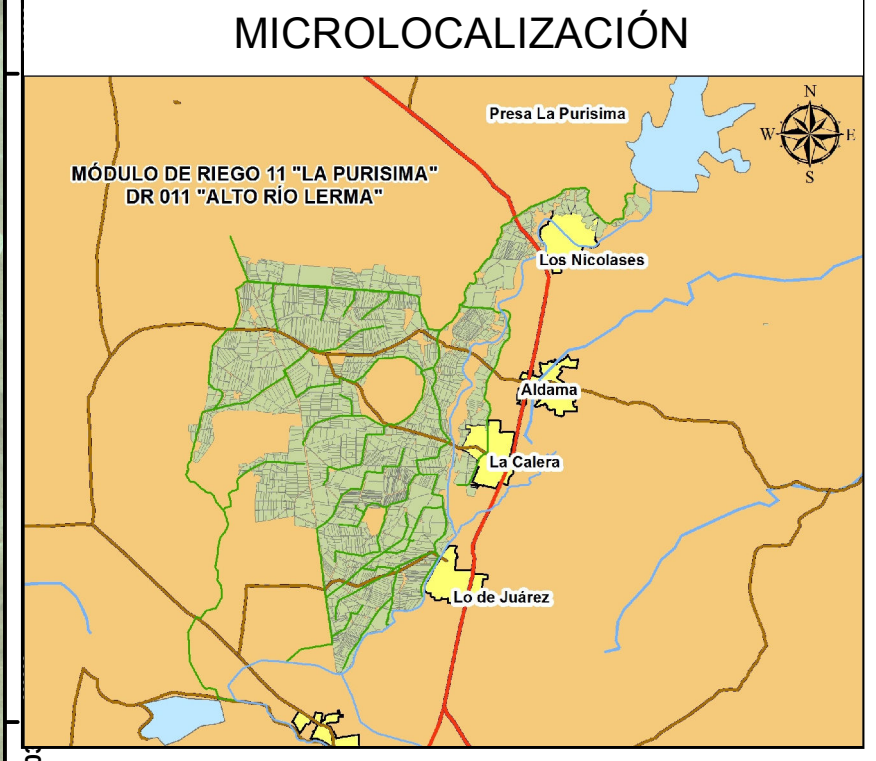 MICROLOCALIZACIÓN
N
W E
S
Presa La Purisima
MÓDULO DE RIEGO 11 "LA PURISIMA"
DR 011 "ALTO RÍO LERMA"
Los Nicolases
Aldama
La Calera
Lo de Juárez